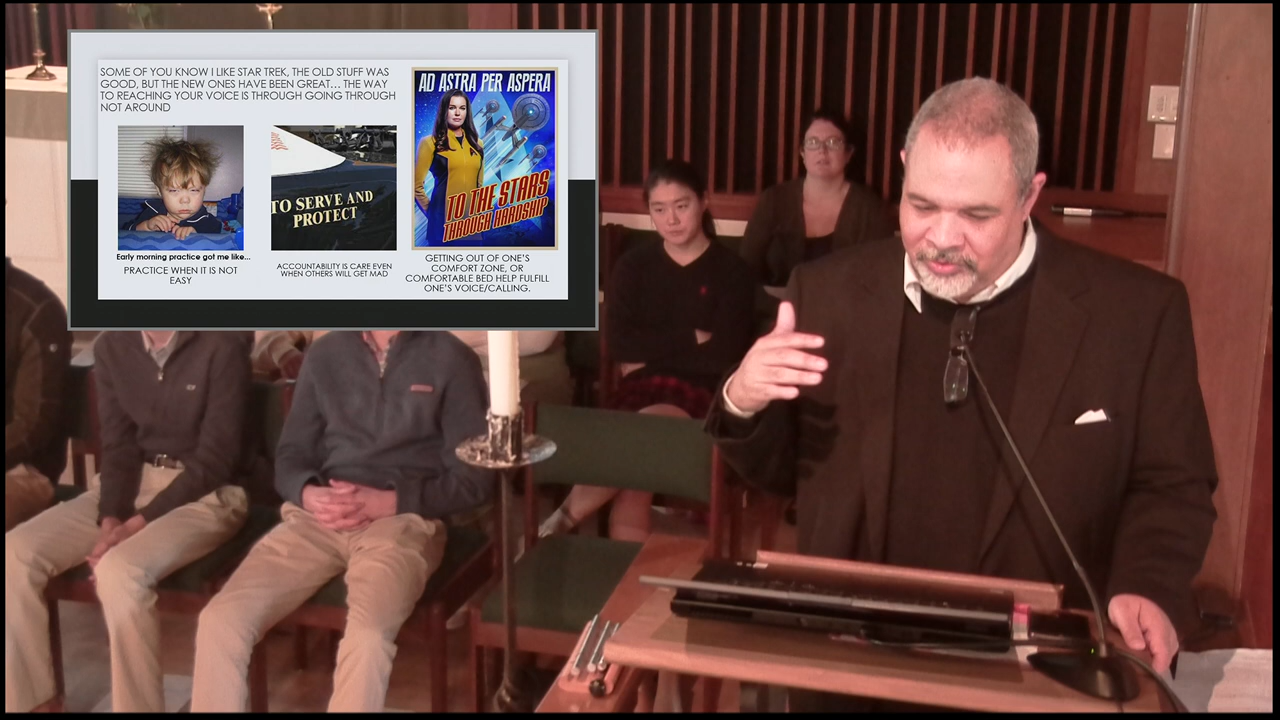 SOME OF YOU KNOW I LIKE STAR TREK, THE OLD STUFF WAS
GOOD, BUT THE NEW ONES HAVE BEEN GREAT... THE WAY
TO REACHING YOUR VOICE IS THROUGH GOING THROUGH
NOT AROUND
Early morning practice got me like...
PRACTICE WHEN IT IS NOT
EASY
TO SERVE AND
PROTECT
ACCOUNTABILITY IS CARE EVEN
WHEN OTHERS WILL GET MAD
AD ASTRA PER ASPERA
TO THE STARS
THROUGH HARDSHIP
GETTING OUT OF ONE'S
COMFORT ZONE, OR
COMFORTABLE BED HELP FULFILL
ONE'S VOICE/CALLING.